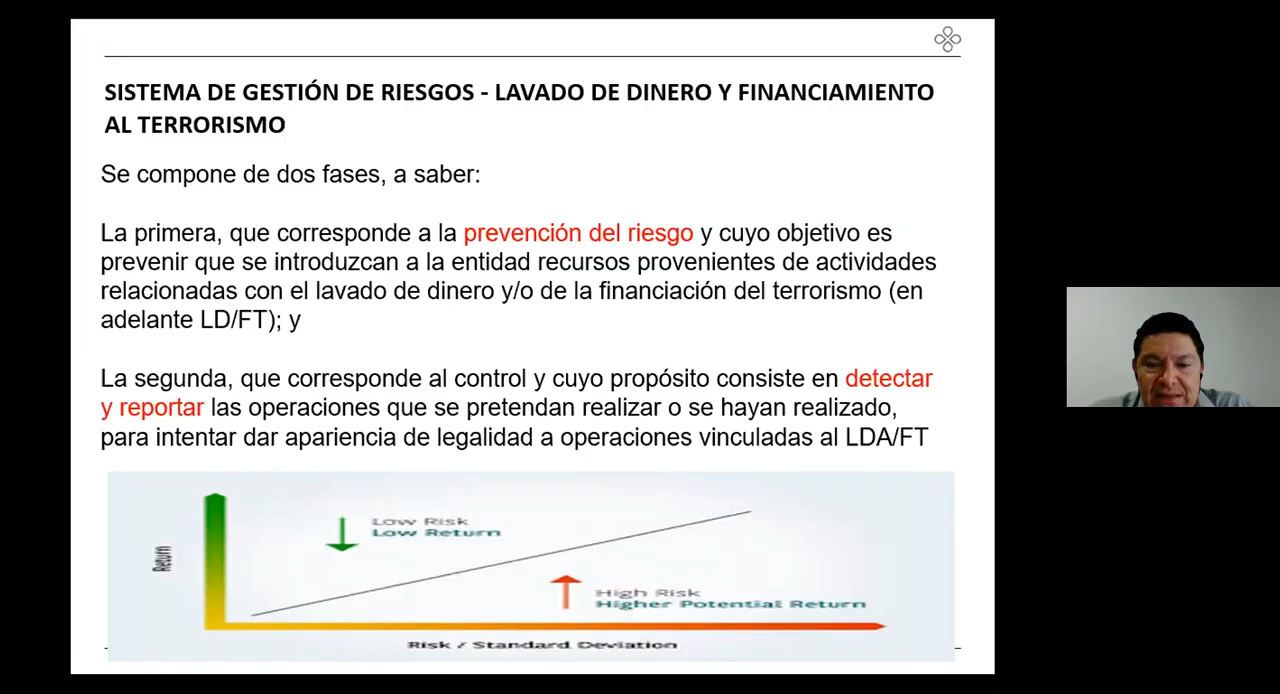 SISTEMA DE GESTIÓN DE RIESGOS - LAVADO DE DINERO Y FINANCIAMIENTO
AL TERRORISMO
Se compone de dos fases, a saber:
La primera, que corresponde a la prevención del riesgo y cuyo objetivo es
prevenir que se introduzcan a la entidad recursos provenientes de actividades
relacionadas con el lavado de dinero y/o de la financiación del terrorismo (en
adelante LD/FT); y
La segunda, que corresponde al control y cuyo propósito consiste en detectar
y reportar las operaciones que se pretendan realizar o se hayan realizado,
para intentar dar apariencia de legalidad a operaciones vinculadas al LDA/FT
Return
Low Risk
Low Return
High Risk
Higher Potential Return
Risk / Standard Deviation